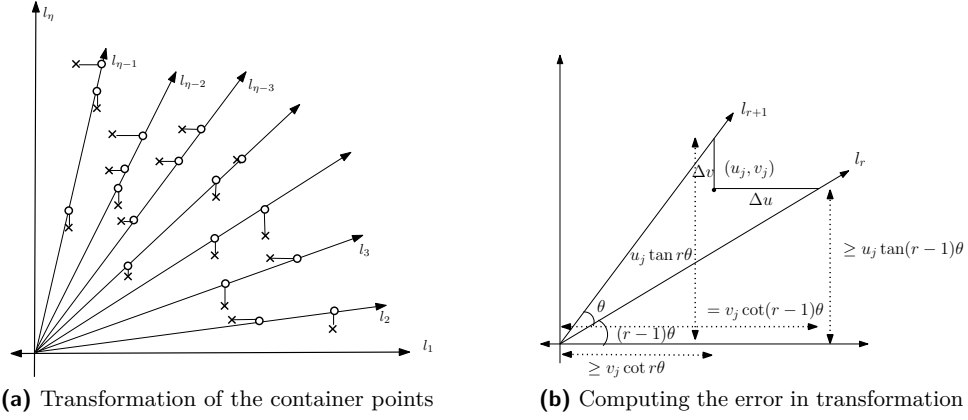 l_η
l_{η−1}
l_{η−2}
l_{η−3}
l_3
l_2
l_1
(a) Transformation of the container points
l_{r+1}
l_r
Δv
(u_j, v_j)
Δu
u_j tan rθ
≥ u_j tan(r − 1)θ
θ
= v_j cot(r − 1)θ
(r − 1)θ
≥ v_j cot rθ
(b) Computing the error in transformation